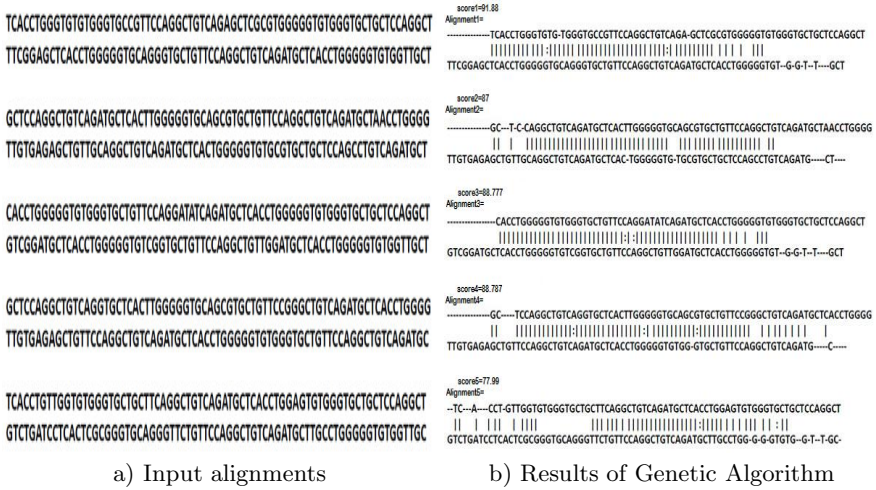 TCACCTGGGTGTGTGGGTGCCGTTCCAGGCTGTCAGAGCTCGCGTGGGGGTGTGGGTGCTGCTCCAGGCT
TTCGGAGCTCACCTGGGGGTGCAGGGTGCTGTTCCAGGCTGTCAGATGCTCACCTGGGGGTGTGGTTGCT
GCTCCAGGCTGTCAGATGCTCACTTGGGGGTGCAGCGTGCTGTTCCAGGCTGTCAGATGCTAACCTGGGG
TTGTGAGAGCTGTTGCAGGCTGTCAGATGCTCACTGGGGGTGTGCGTGCTGCTCCAGCCTGTCAGATGCT
CACCTGGGGGTGTGGGTGCTGTTCCAGGATATCAGATGCTCACCTGGGGGTGTGGGTGCTGCTCCAGGCT
GTCGGATGCTCACCTGGGGGTGTCGGTGCTGTTCCAGGCTGTTGGATGCTCACCTGGGGGTGTGGTTGCT
GCTCCAGGCTGTCAGGTGCTCACTTGGGGGTGCAGCGTGCTGTTCCGGGCTGTCAGATGCTCACCTGGGG
TTGTGAGAGCTGTTCCAGGCTGTCAGATGCTCACCTGGGGGTGTGGGTGCTGTTCCAGGCTGTCAGATGC
TCACCTGTTGGTGTGGGTGCTGCTTCAGGCTGTCAGATGCTCACCTGGAGTGTGGGTGCTGCTCCAGGCT
GTCTGATCCTCACTCGCGGGTGCAGGGTTCTGTTCCAGGCTGTCAGATGCTTGCCTGGGGGTGTGGTTGC
a) Input alignments
score1=91.88
Alignment1=
---------------TCACCTGGGTGTG-TGGGTGCCGTTCCAGGCTGTCAGA-GCTCGCGTGGGGGTGTGGGTGCTGCTCCAGGCT
TTCGGAGCTCACCTGGGGGTGCAGGGTGCTGTTCCAGGCTGTCAGATGCTCACCTGGGGGTGT--G-G-T--T----GCT
score2=87
Alignment2=
---------------GC---T-C-CAGGCTGTCAGATGCTCACTTGGGGGTGCAGCGTGCTGTTCCAGGCTGTCAGATGCTAACCTGGGG
TTGTGAGAGCTGTTGCAGGCTGTCAGATGCTCAC-TGGGGGTG-TGCGTGCTGCTCCAGCCTGTCAGATG-----CT----
score3=88.777
Alignment3=
----------------CACCTGGGGGTGTGGGTGCTGTTCCAGGATATCAGATGCTCACCTGGGGGTGTGGGTGCTGCTCCAGGCT
GTCGGATGCTCACCTGGGGGTGTCGGTGCTGTTCCAGGCTGTTGGATGCTCACCTGGGGGTGT--G-G-T--T----GCT
score4=88.787
Alignment4=
---------------GC-----TCCAGGCTGTCAGGTGCTCACTTGGGGGTGCAGCGTGCTGTTCCGGGCTGTCAGATGCTCACCTGGGG
TTGTGAGAGCTGTTCCAGGCTGTCAGATGCTCACCTGGGGGTGTGG-GTGCTGTTCCAGGCTGTCAGATG-----C-----
score5=77.99
Alignment5=
--TC---A----CCT-GTTGGTGTGGGTGCTGCTTCAGGCTGTCAGATGCTCACCTGGAGTGTGGGTGCTGCTCCAGGCT
GTCTGATCCTCACTCGCGGGTGCAGGGTTCTGTTCCAGGCTGTCAGATGCTTGCCTGG-G-G-GTGTG--G-T--T-GC-
b) Results of Genetic Algorithm